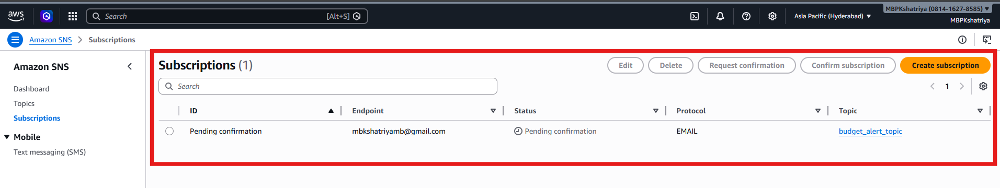 aws
Search
[Alt+S]
Asia Pacific (Hyderabad)
MBPKshatriya (0814-1627-8585)
MBPKshatriya
Amazon SNS
Subscriptions
Amazon SNS
Dashboard
Topics
Subscriptions
Mobile
Text messaging (SMS)
Subscriptions (1)
Edit
Delete
Request confirmation
Confirm subscription
Create subscription
Search
1
ID
Endpoint
Status
Protocol
Topic
Pending confirmation
mbkshatriyamb@gmail.com
Pending confirmation
EMAIL
budget_alert_topic